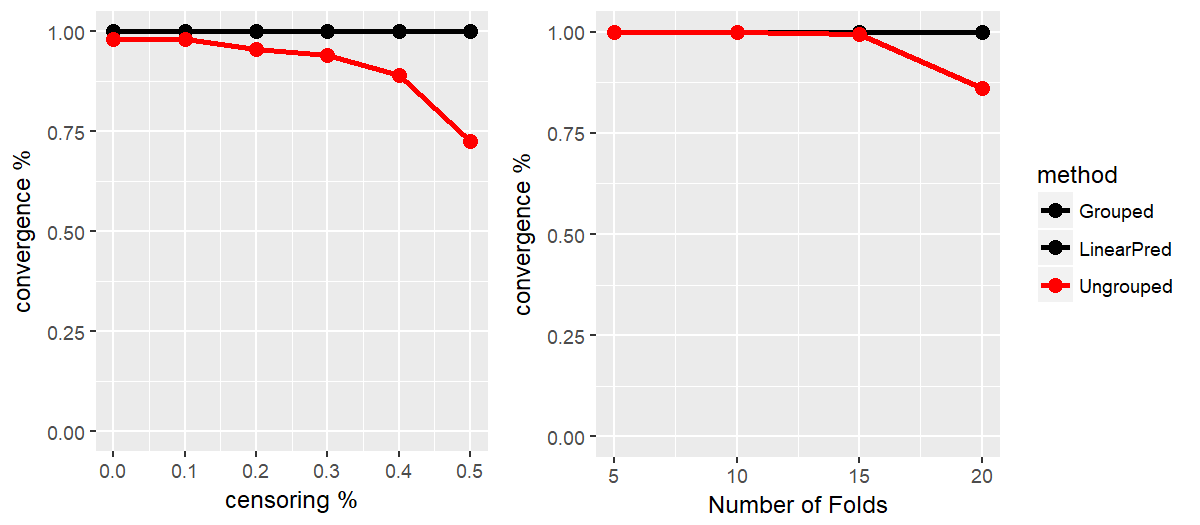 convergence %
1.00
0.75
0.50
0.25
0.00
0.0 0.1 0.2 0.3 0.4 0.5
censoring %
convergence %
1.00
0.75
0.50
0.25
0.00
5 10 15 20
Number of Folds
method
Grouped
LinearPred
Ungrouped